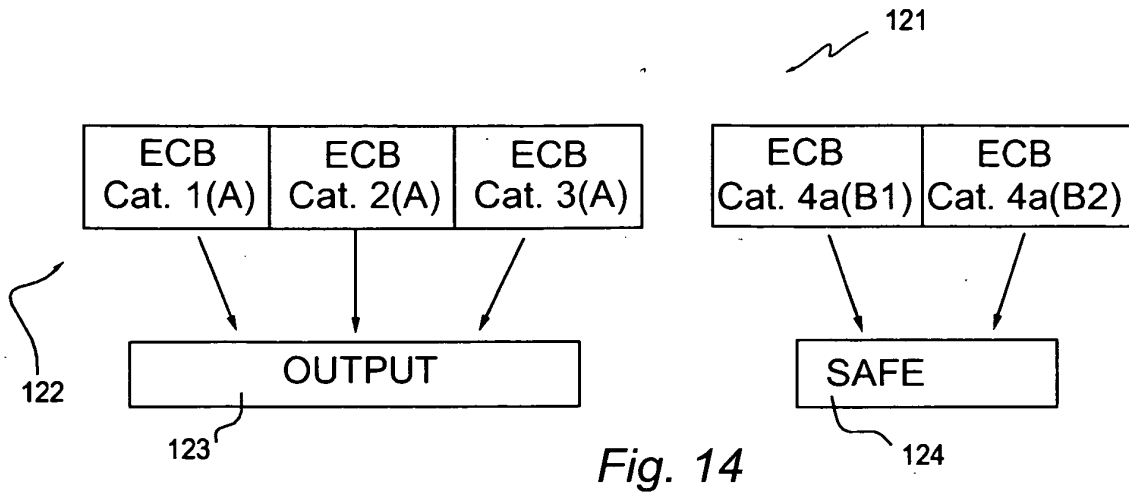 121
ECB
Cat. 1(A)
ECB
Cat. 2(A)
ECB
Cat. 3(A)
ECB
Cat. 4a(B1)
ECB
Cat. 4a(B2)
122
OUTPUT
SAFE
123
124
Fig. 14